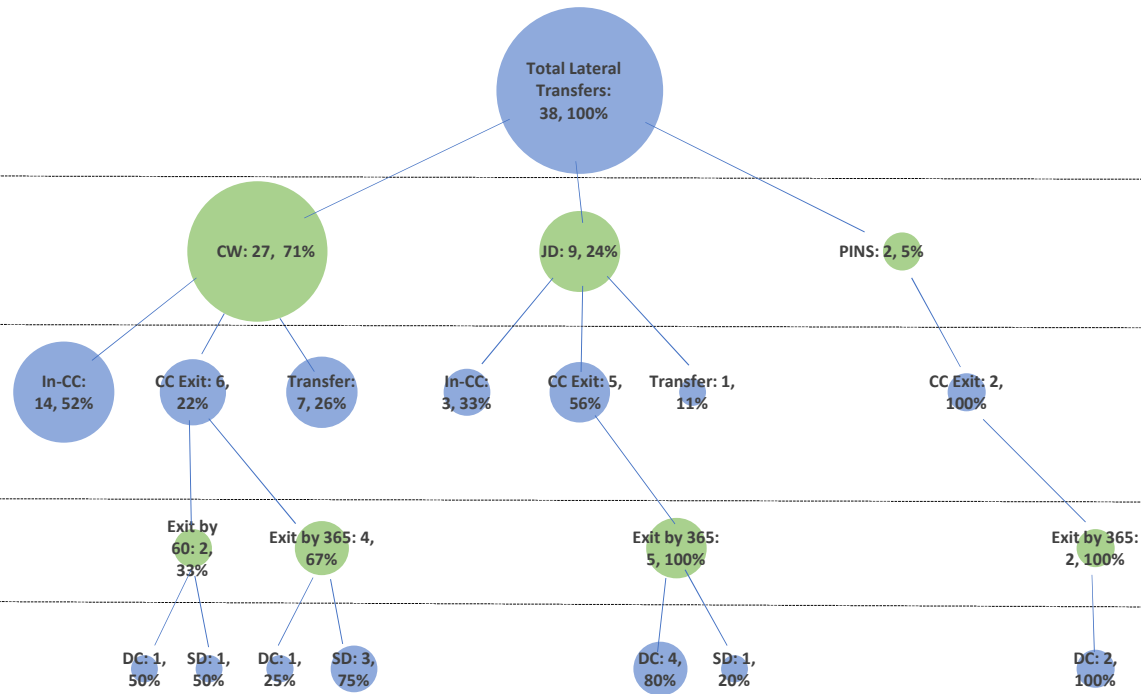 Total Lateral
Transfers:
38, 100%
CW: 27,  71%
JD: 9, 24%
PINS: 2, 5%
In-CC:
14, 52%
CC Exit: 6,
22%
Transfer:
7, 26%
In-CC:
3, 33%
CC Exit: 5,
56%
Transfer: 1,
11%
CC Exit: 2,
100%
Exit by
60: 2,
33%
Exit by 365: 4,
67%
Exit by 365:
5, 100%
Exit by 365:
2, 100%
DC: 1,
50%
SD: 1,
50%
DC: 1,
25%
SD: 3,
75%
DC: 4,
80%
SD: 1,
20%
DC: 2,
100%